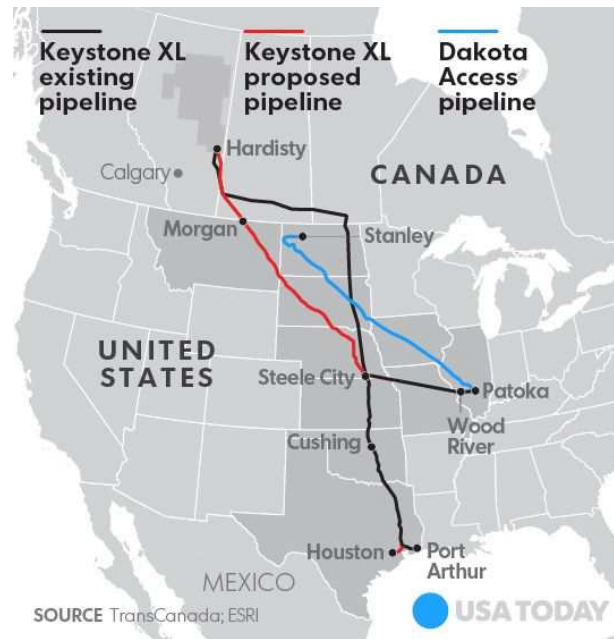 Keystone XL
existing
pipeline
Keystone XL
proposed
pipeline
Dakota
Access
pipeline
Hardisty
Calgary
CANADA
Morgan
Stanley
UNITED
STATES
Steele City
Patoka
Wood
River
Cushing
Houston
Port
Arthur
MEXICO
SOURCE TransCanada; ESRI
USA TODAY